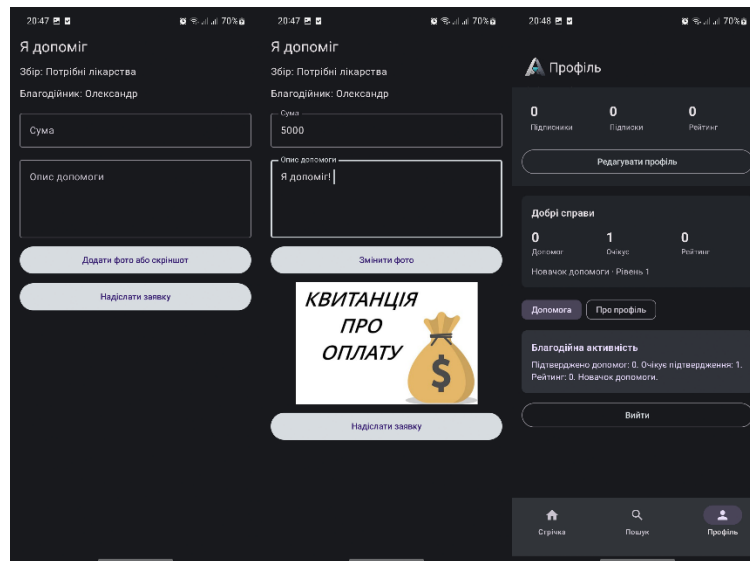 20:47
70%
Я допоміг
Збір: Потрібні лікарства
Благодійник: Олександр
Сума
Опис допомоги
Додати фото або скріншот
Надіслати заявку
20:47
70%
Я допоміг
Збір: Потрібні лікарства
Благодійник: Олександр
Сума
5000
Опис допомоги
Я допоміг!
Змінити фото
КВИТАНЦІЯ
ПРО
ОПЛАТУ
$
Надіслати заявку
20:48
70%
Профіль
0 0 0
Підписники Підписки Рейтинг
Редагувати профіль
Добрі справи
0 1 0
Допомог Очікує Рейтинг
Новачок допомоги · Рівень 1
Допомога Про профіль
Благодійна активність
Підтверджено допомог: 0. Очікує підтвердження: 1.
Рейтинг: 0. Новачок допомоги.
Вийти
Стрічка Пошук Профіль